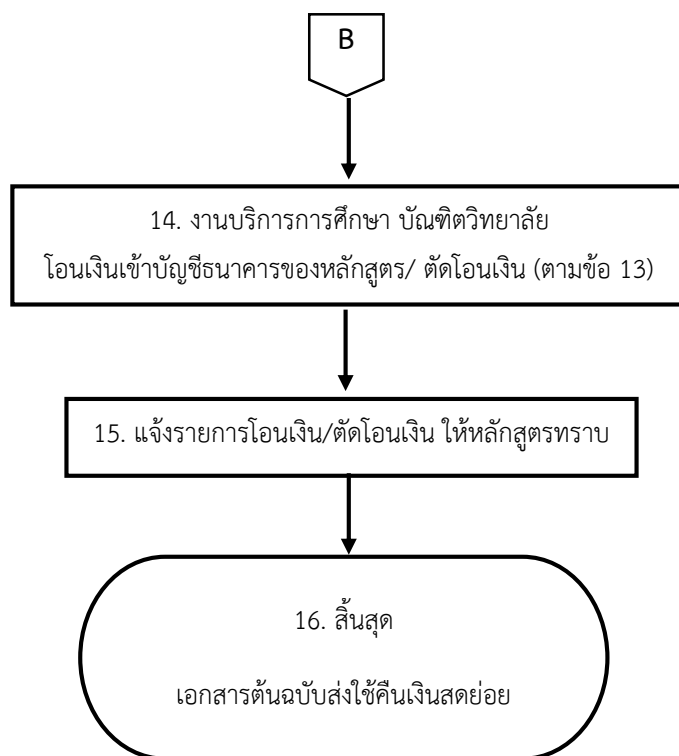 B
14. งานบริการการศึกษา บัณฑิตวิทยาลัย
โอนเงินเข้าบัญชีธนาคารของหลักสูตร/ ตัดโอนเงิน (ตามข้อ 13)
15. แจ้งรายการโอนเงิน/ตัดโอนเงิน ให้หลักสูตรทราบ
16. สิ้นสุด
เอกสารต้นฉบับส่งใช้คืนเงินสดย่อย